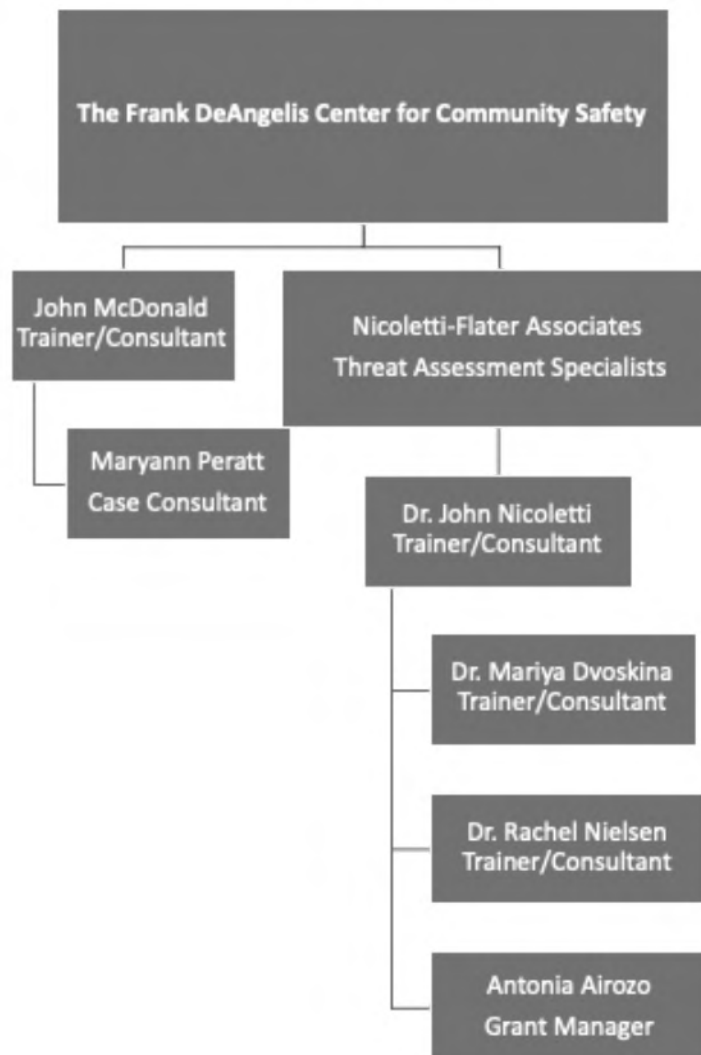 The Frank DeAngelis Center for Community Safety
John McDonald
Trainer/Consultant
Nicoletti-Flater Associates
Threat Assessment Specialists
Maryann Peratt
Case Consultant
Dr. John Nicoletti
Trainer/Consultant
Dr. Mariya Dvoskina
Trainer/Consultant
Dr. Rachel Nielsen
Trainer/Consultant
Antonia Airozo
Grant Manager